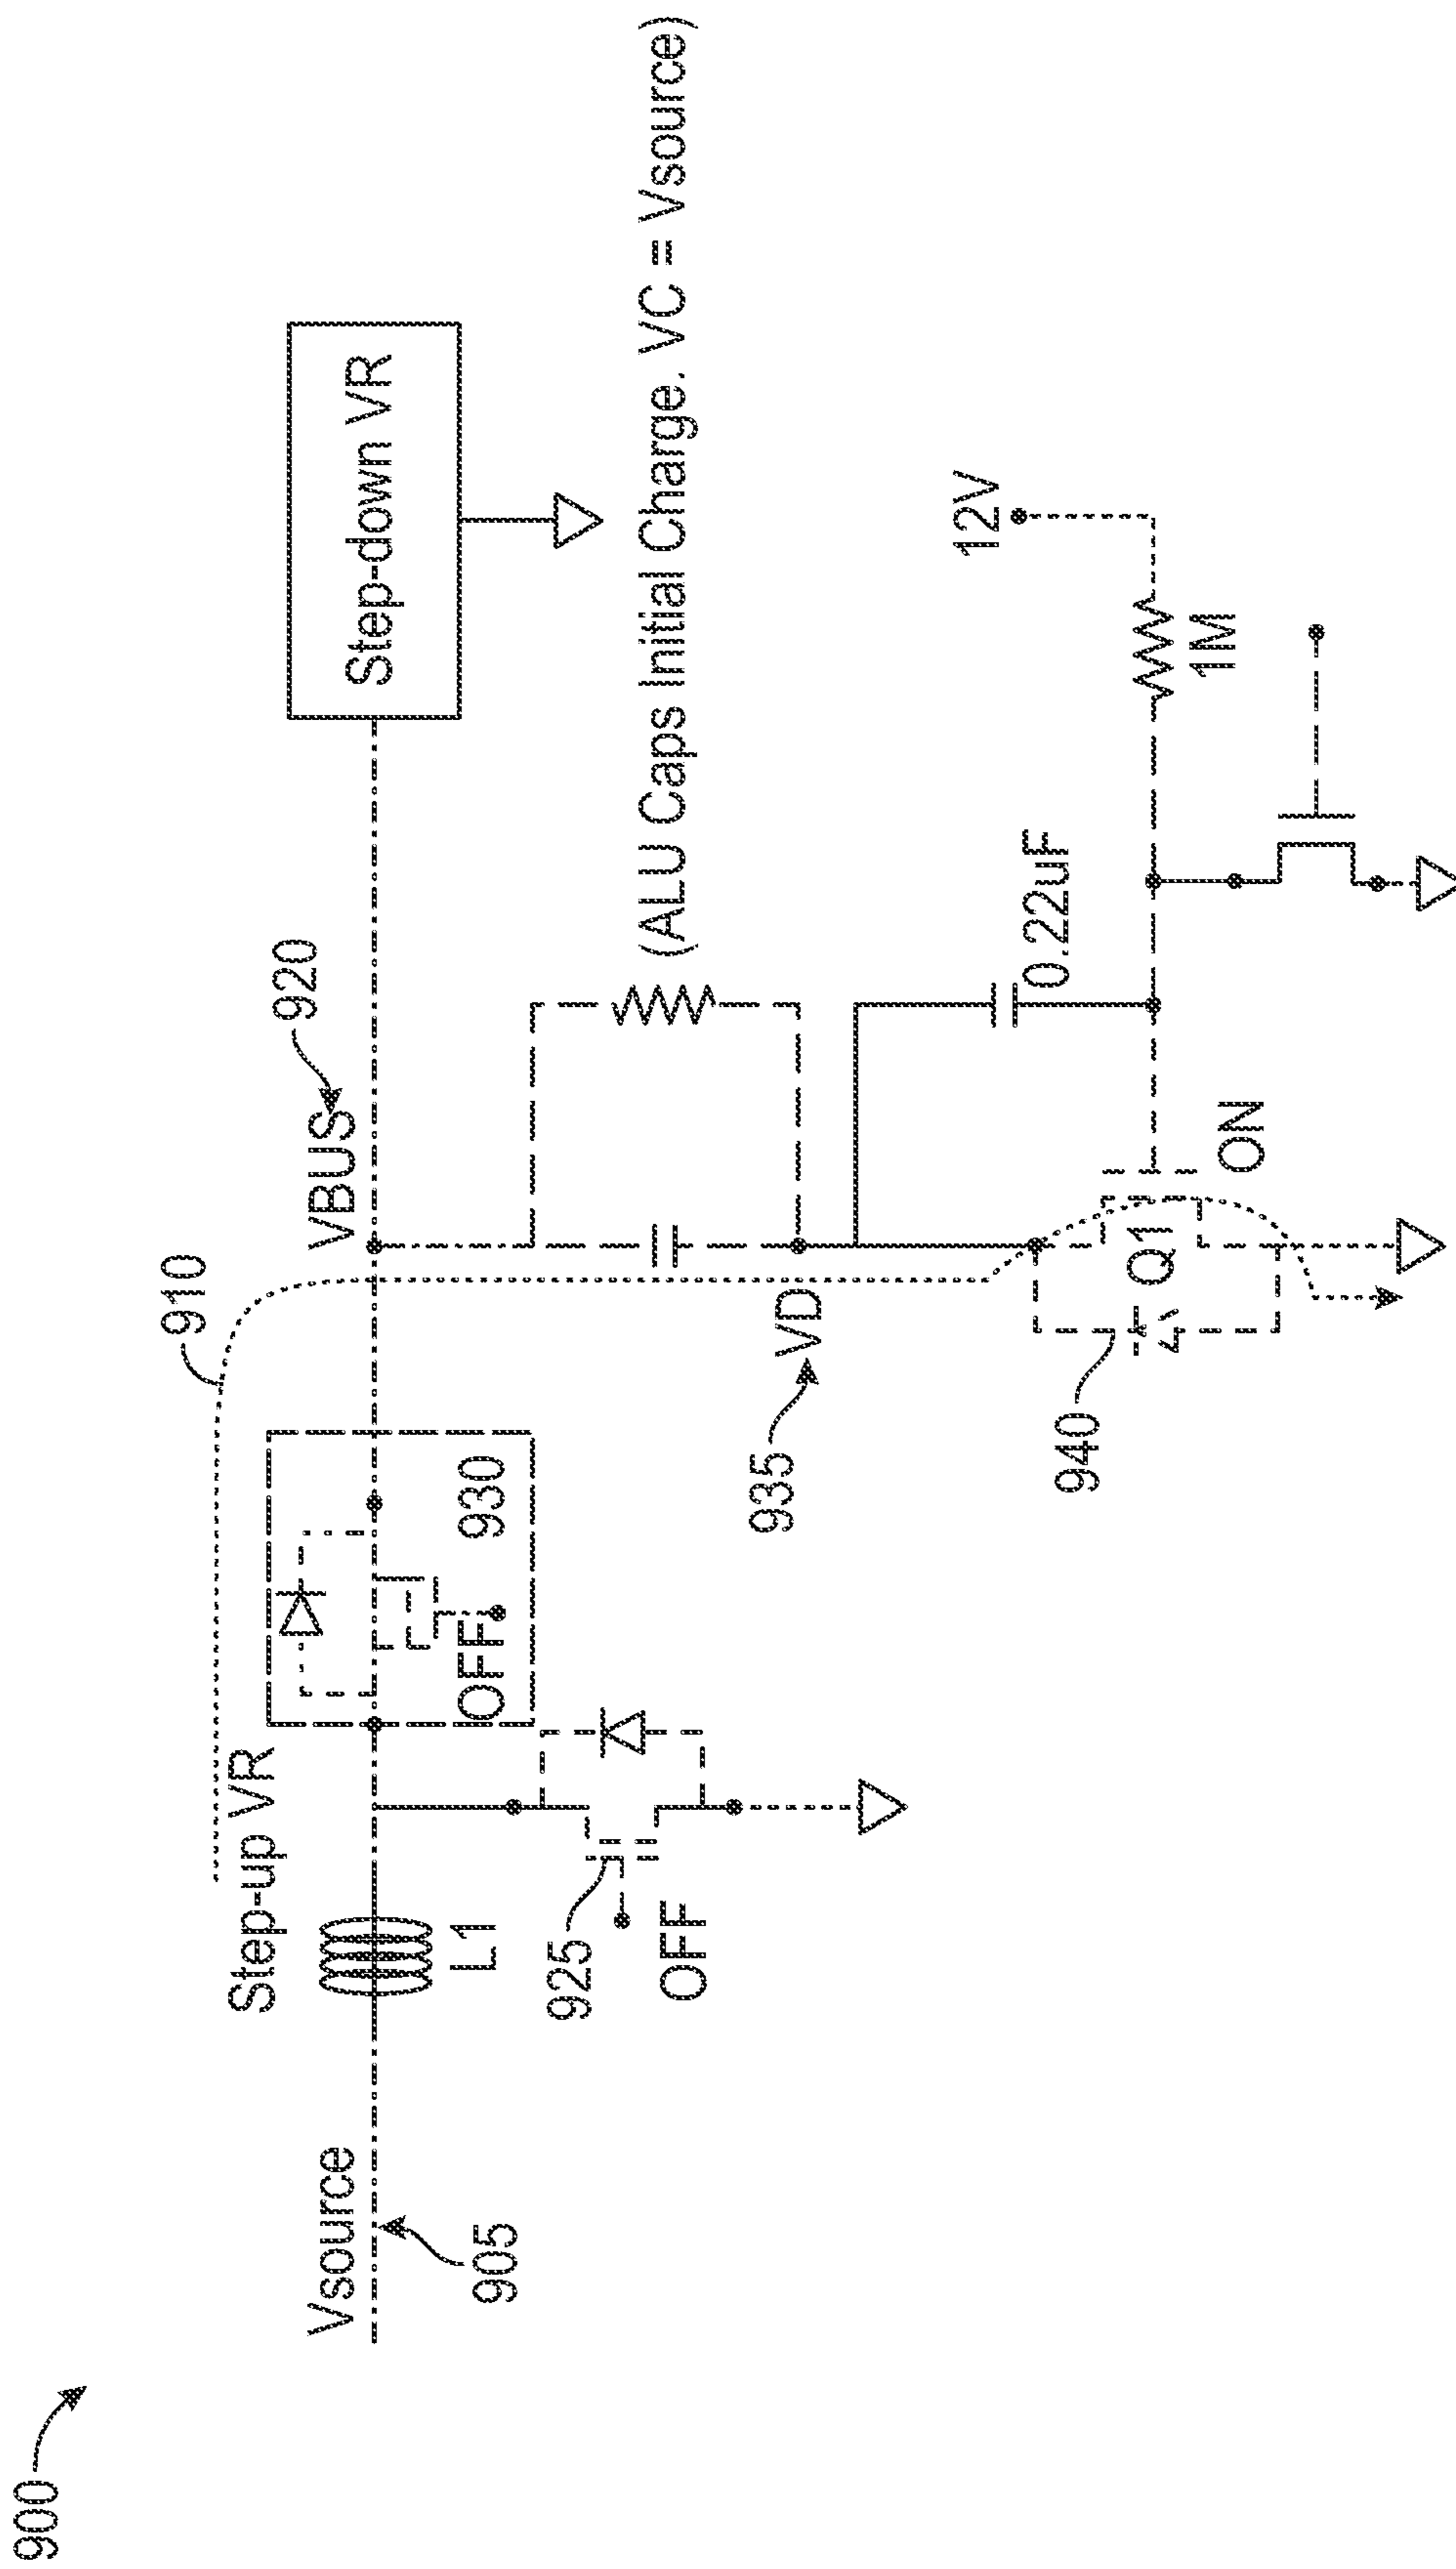 900
910
920
Vsource
905
Step-up VR
VBUS
Step-down VR
L1
OFF 930
925
OFF
(ALU Caps Initial Charge. VC = Vsource)
935
VD
12V
0.22uF
940
Q1
1M
ON